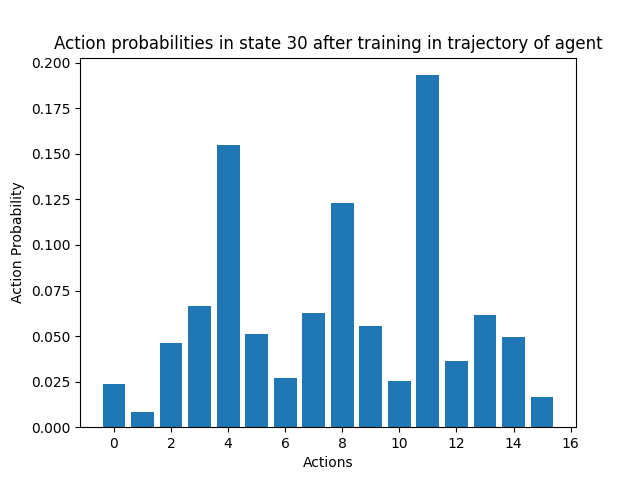 Action probabilities in state 30 after training in trajectory of agent
0.200
0.175
0.150
0.125
0.100
0.075
0.050
0.025
0.000
Action Probability
0 2 4 6 8 10 12 14 16
Actions